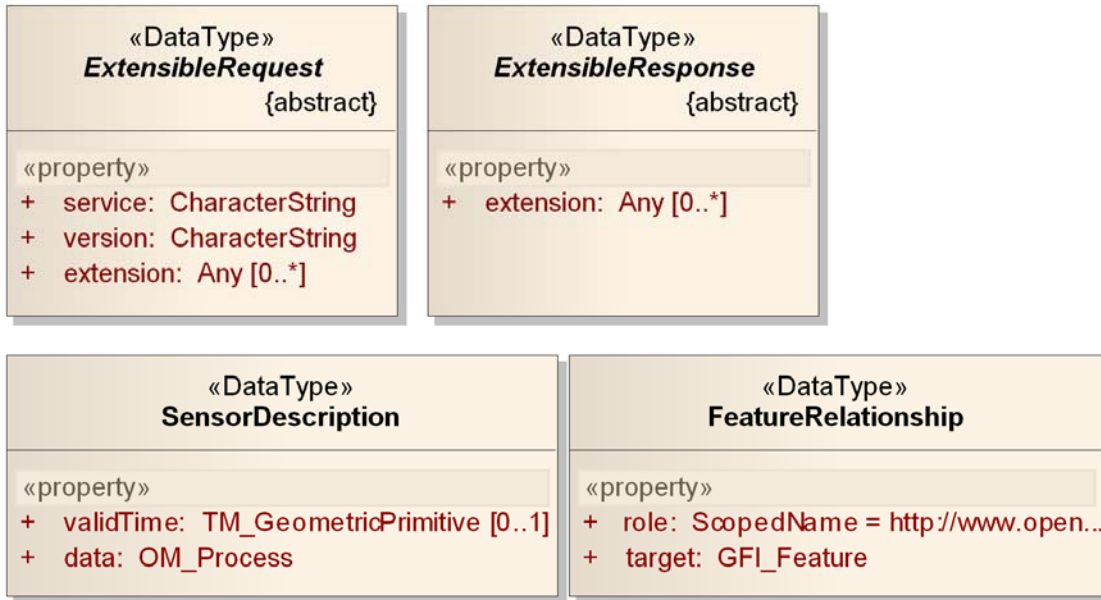 «DataType»
ExtensibleRequest
{abstract}
«property»
+ service: CharacterString
+ version: CharacterString
+ extension: Any [0..*]
«DataType»
ExtensibleResponse
{abstract}
«property»
+ extension: Any [0..*]
«DataType»
SensorDescription
«property»
+ validTime: TM_GeometricPrimitive [0..1]
+ data: OM_Process
«DataType»
FeatureRelationship
«property»
+ role: ScopedName = http://www.open...
+ target: GFI_Feature